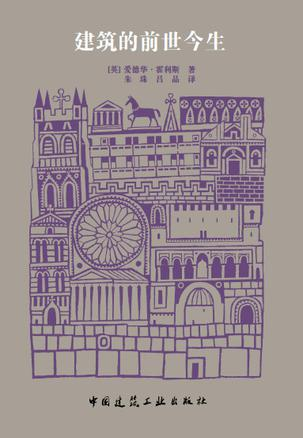 建筑的前世今生
[英] 爱德华·霍利斯 著
朱珠 吕品 译
中国建筑工业出版社